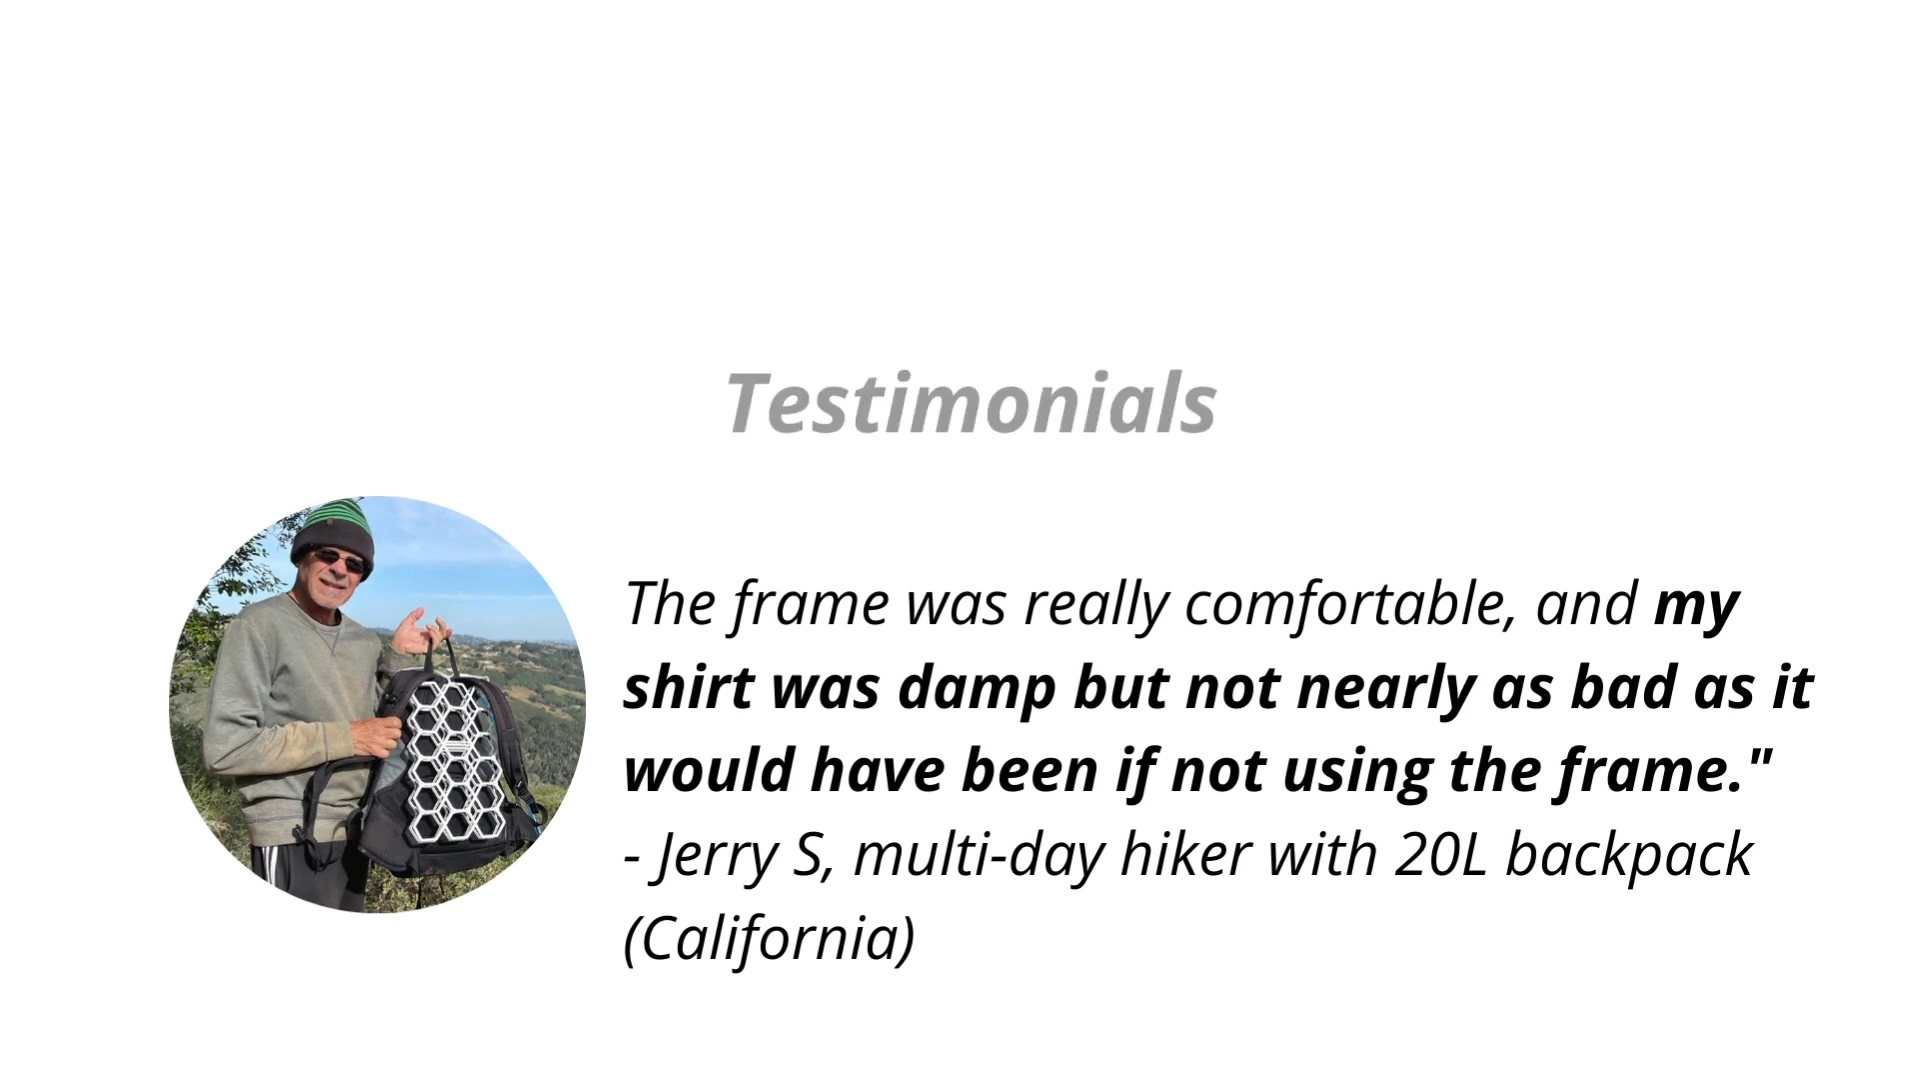 Testimonials
The frame was really comfortable, and my
shirt was damp but not nearly as bad as it
would have been if not using the frame."
- Jerry S, multi-day hiker with 20L backpack
(California)